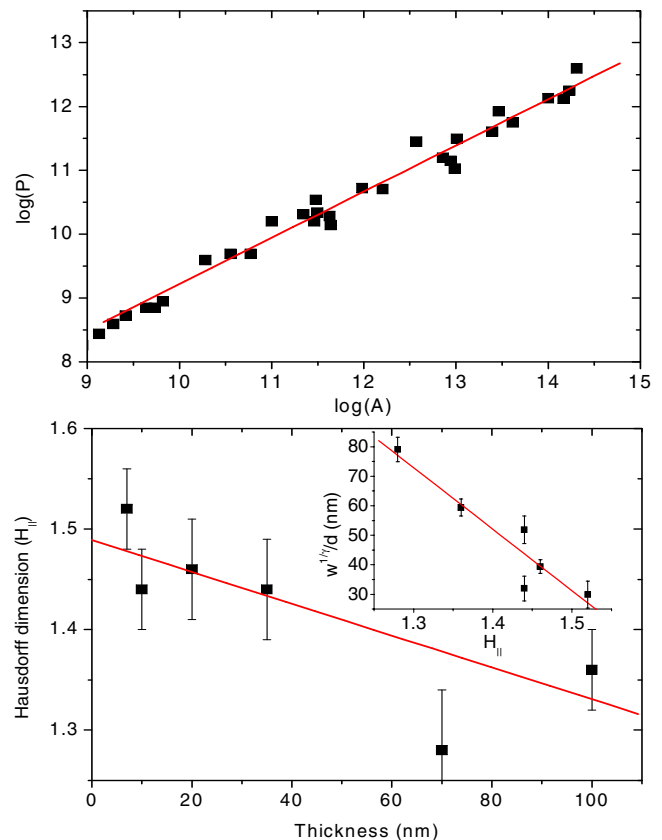 13
12
11
10
9
8
log(P)
9 10 11 12 13 14 15
log(A)
1.6
1.5
1.4
1.3
Hausdorff dimension (H||)
0 20 40 60 80 100
Thickness (nm)
80
70
60
50
40
30
w^1/γ/d (nm)
1.3 1.4 1.5
H||